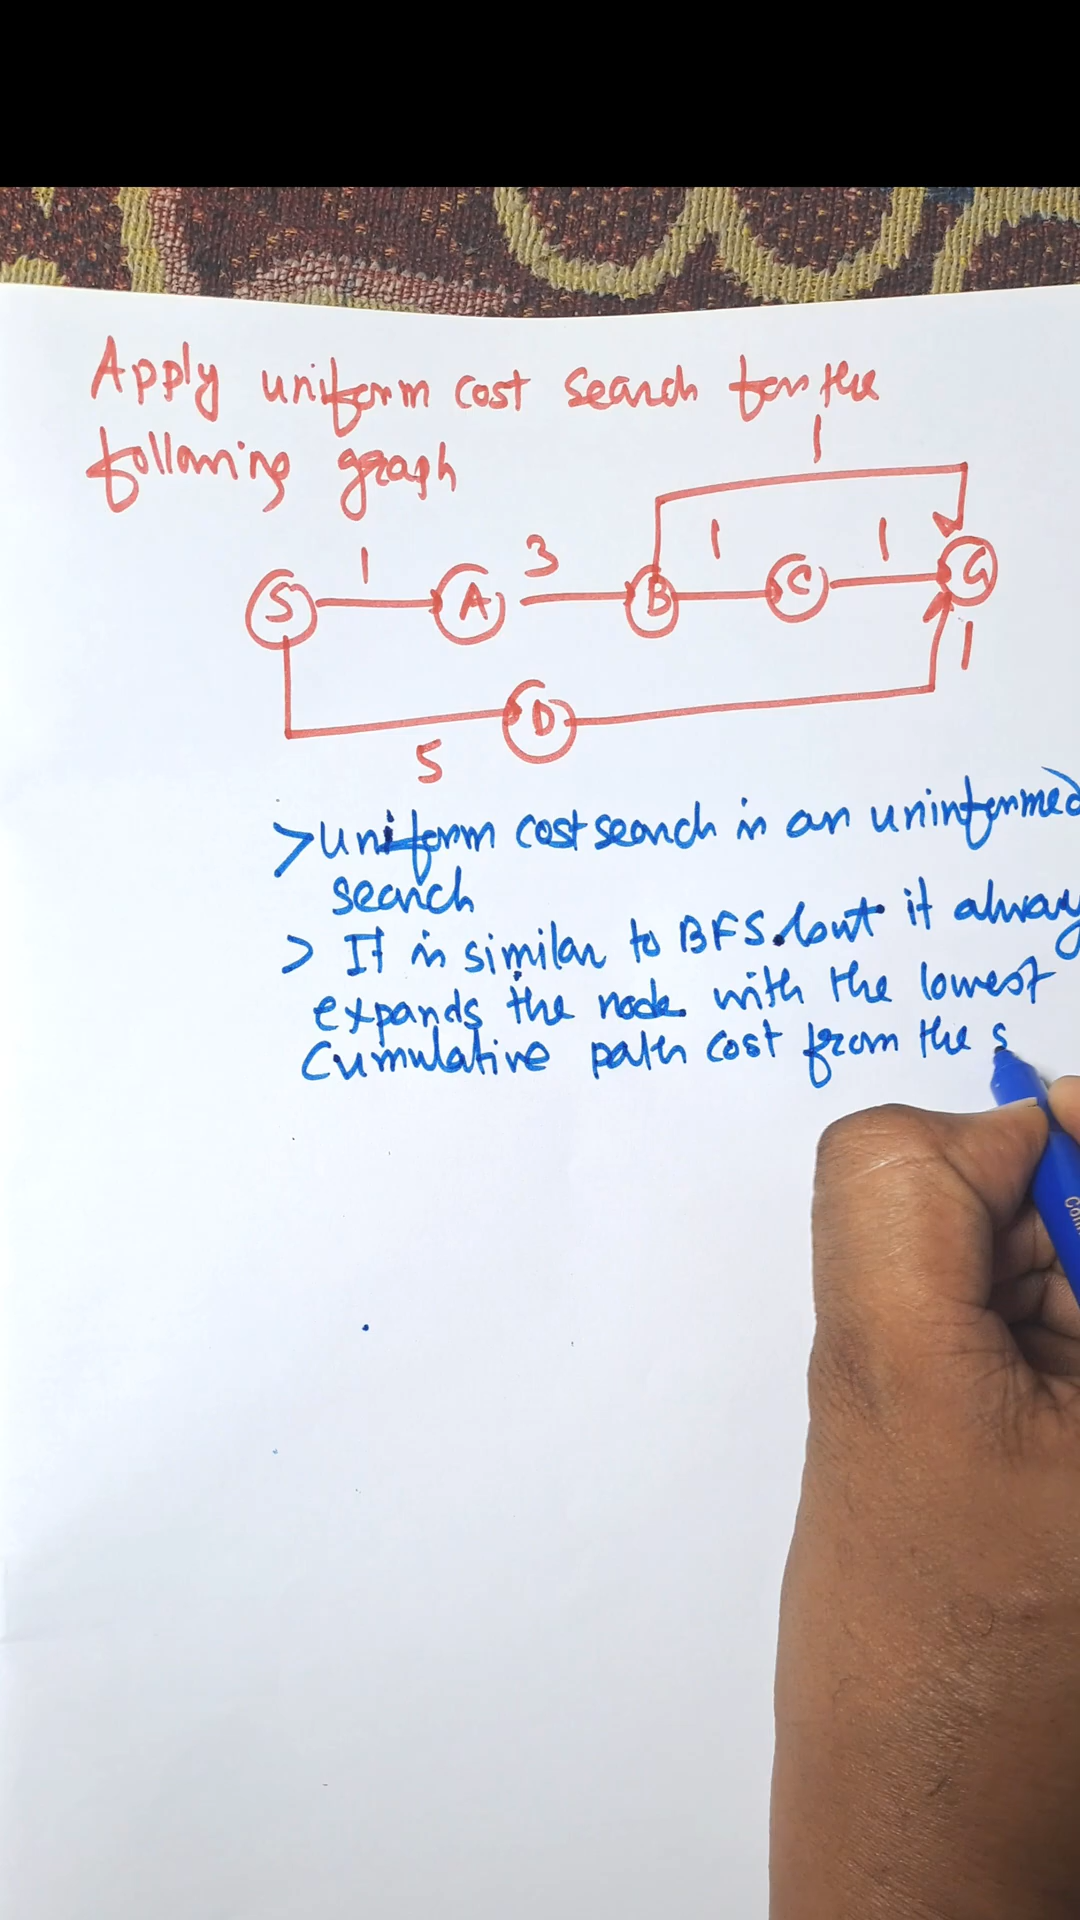 Apply uniform cost search for the
following graph
1
1 3 1 1
S A B C G
1
D
5
> Uniform cost search is an uninformed
search
> It is similar to BFS. but it always
expands the node with the lowest
Cumulative path cost from the s